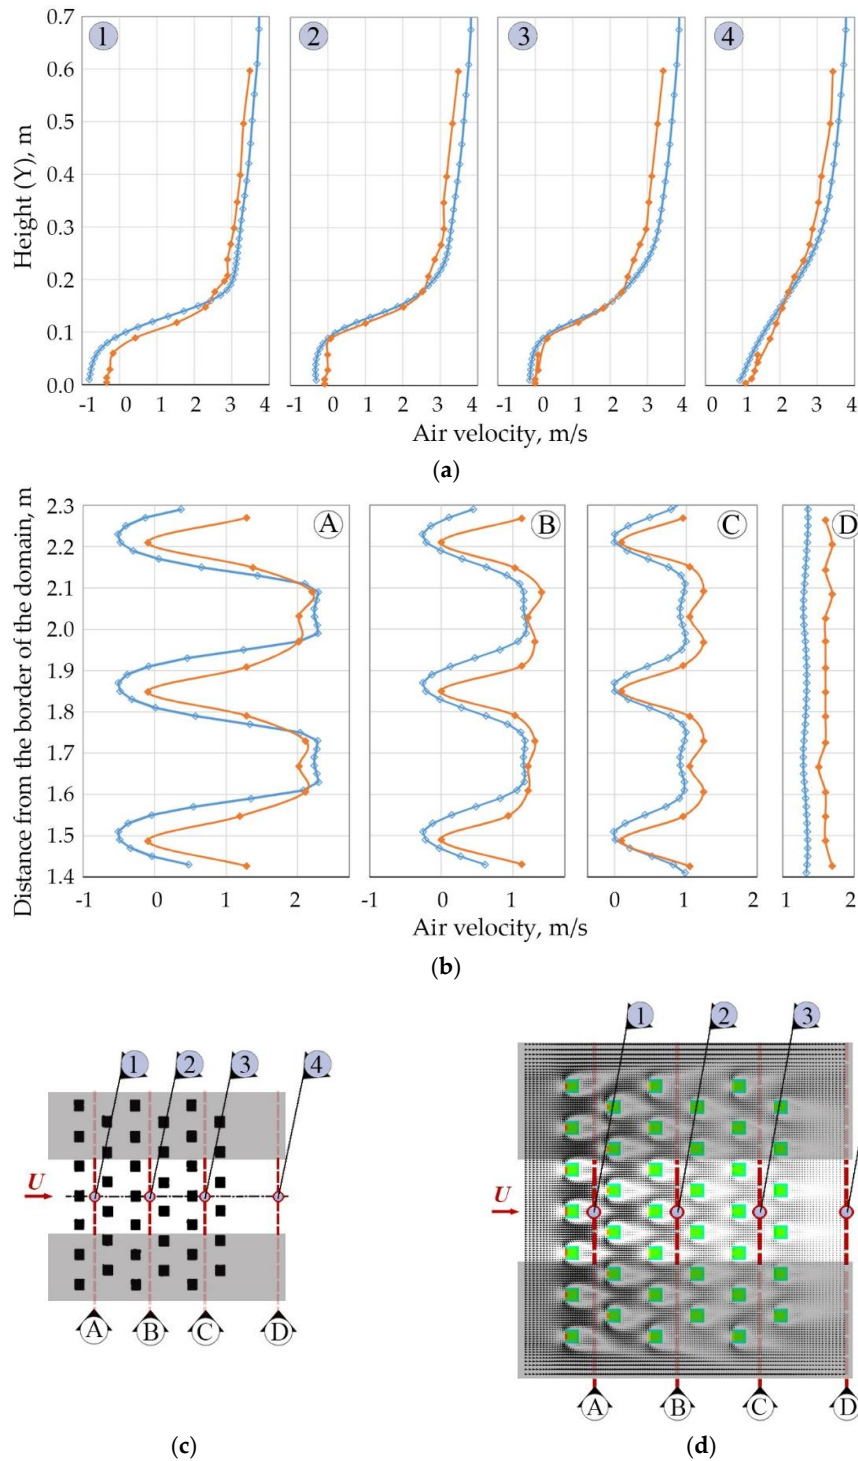 0.7
0.6
0.5
0.4
0.3
0.2
0.1
0.0
Height (Y), m
1
2
3
4
-1 0 1 2 3 4
-1 0 1 2 3 4
-1 0 1 2 3 4
0 1 2 3 4
Air velocity, m/s
(a)
2.3
2.2
2.1
2.0
1.9
1.8
1.7
1.6
1.5
1.4
Distance from the border of the domain, m
A
B
C
D
-1 0 1 2
-1 0 1
0 1 2
1 2
Air velocity, m/s
(b)
1 2 3 4
U
A B C D
(c)
1 2 3
U
A B C D
(d)